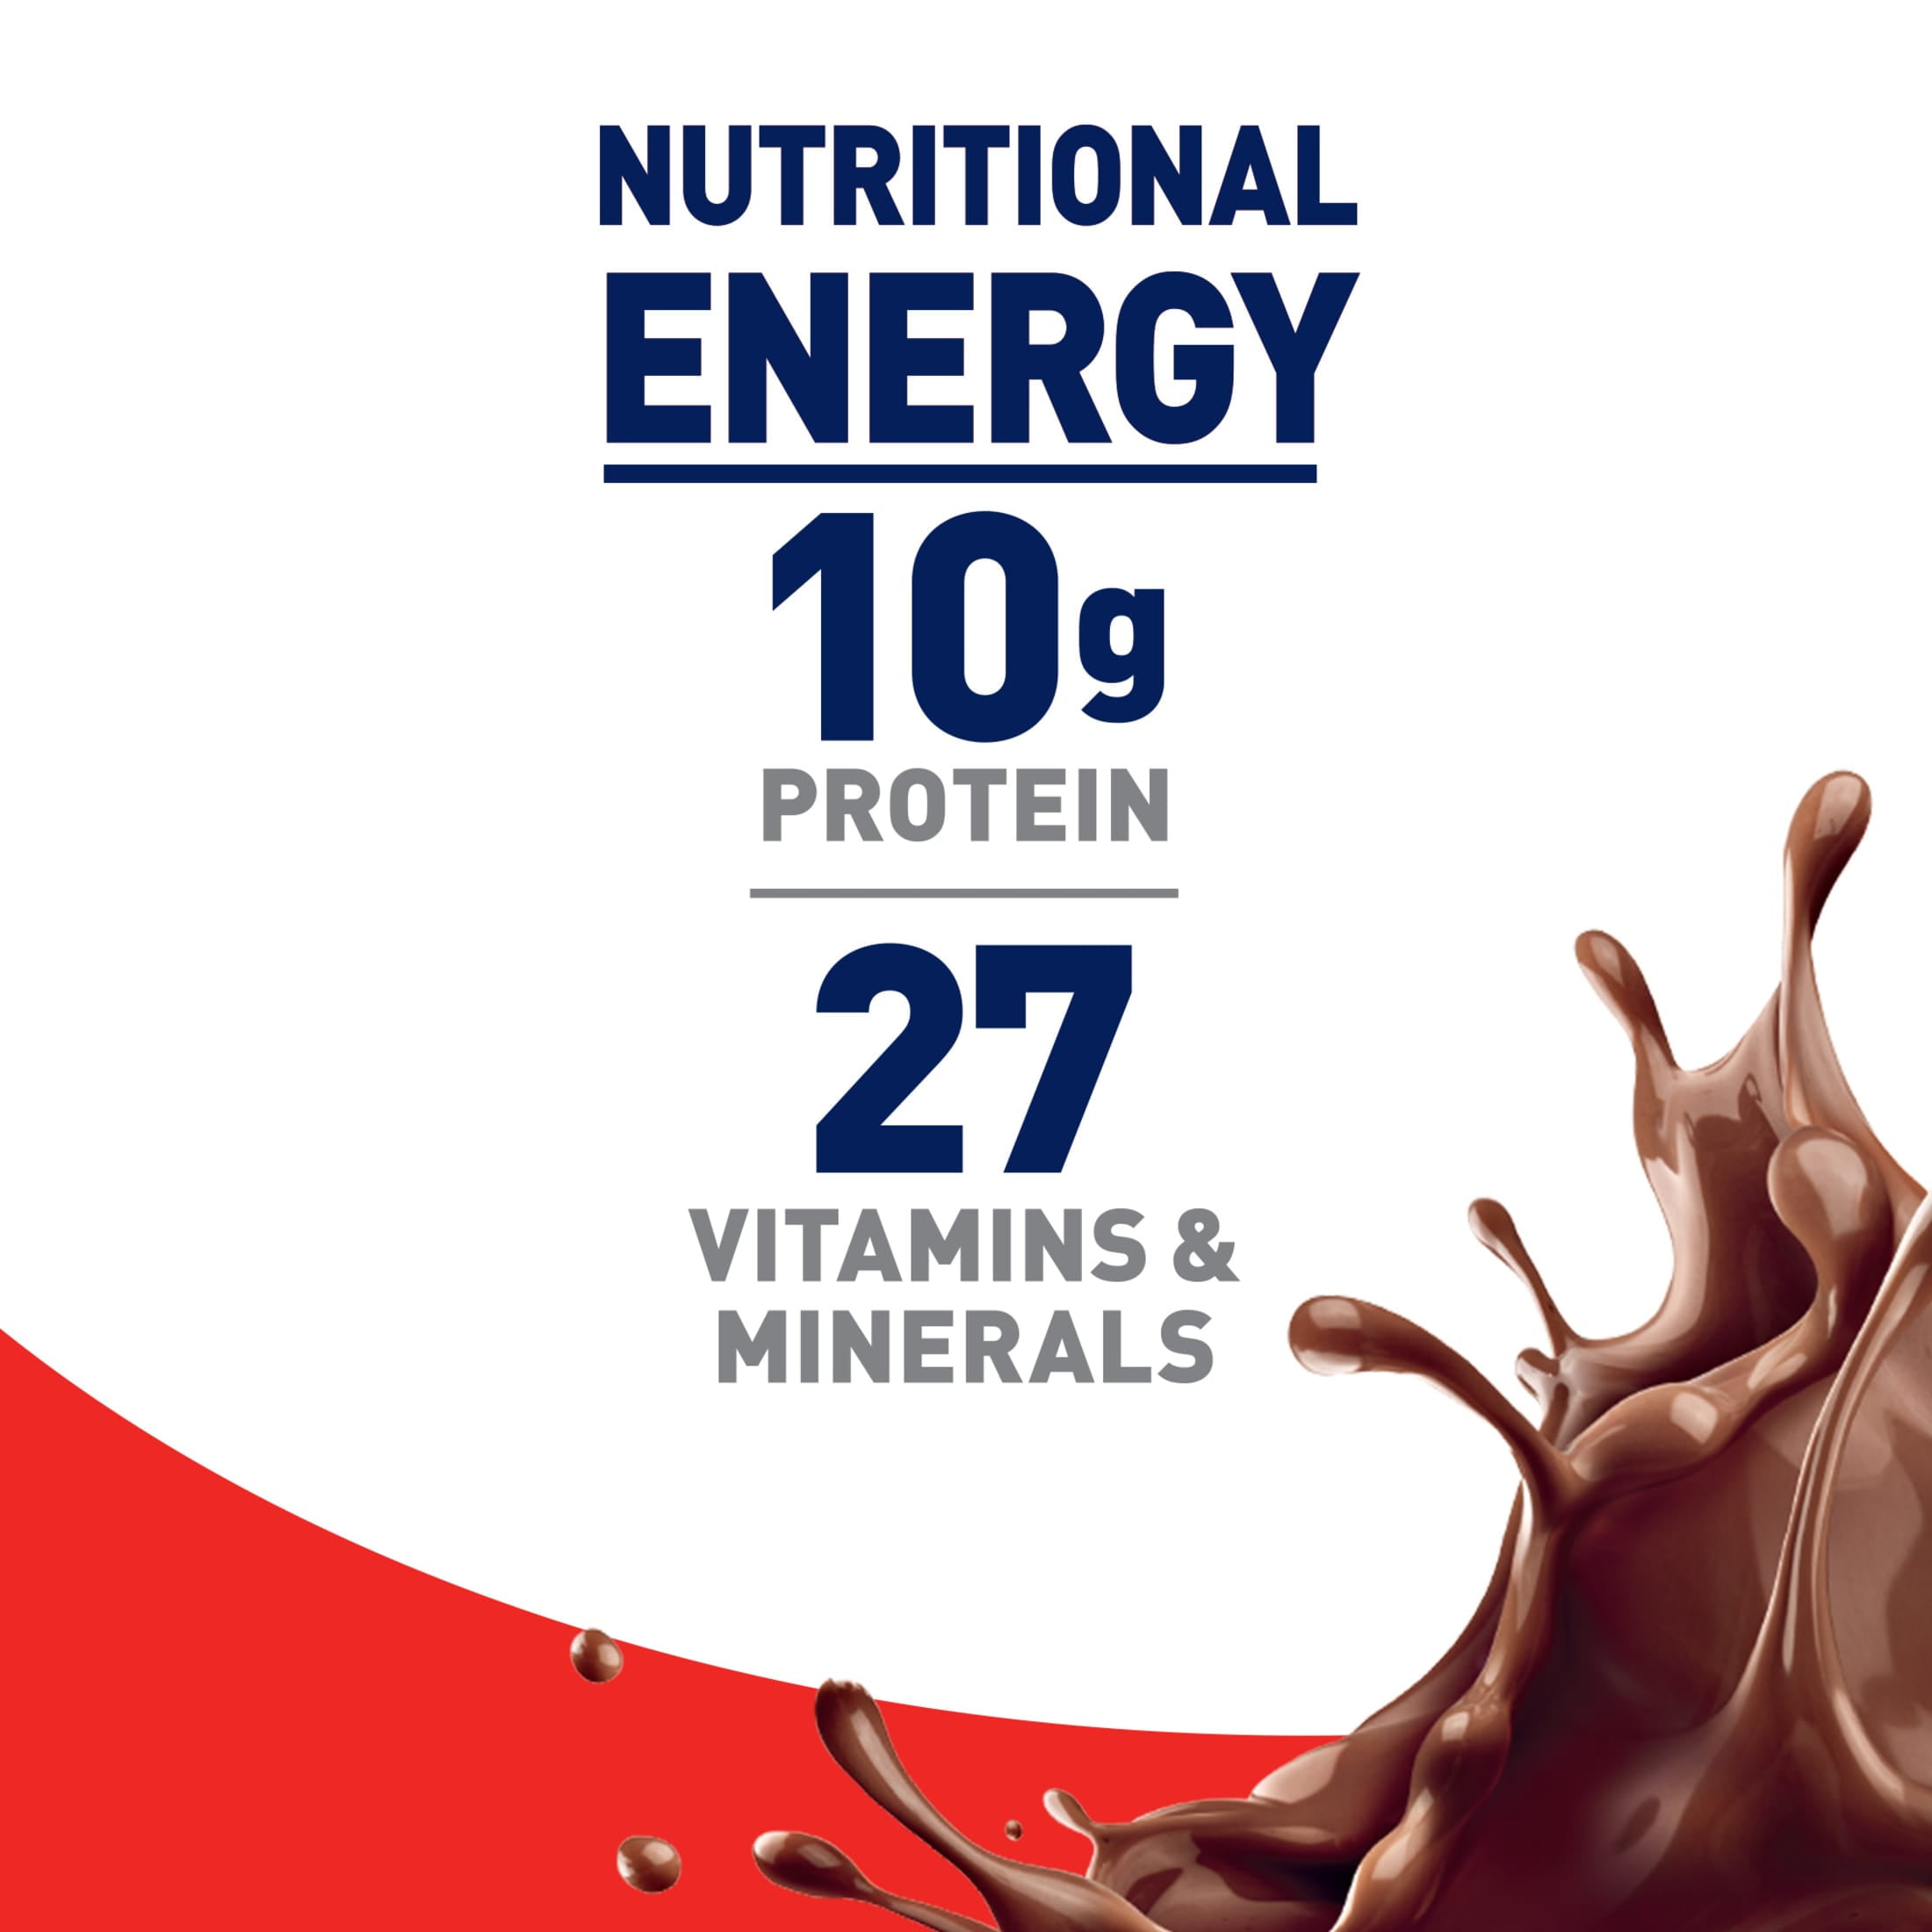 NUTRITIONAL
ENERGY
10g
PROTEIN
27
VITAMINS &
MINERALS